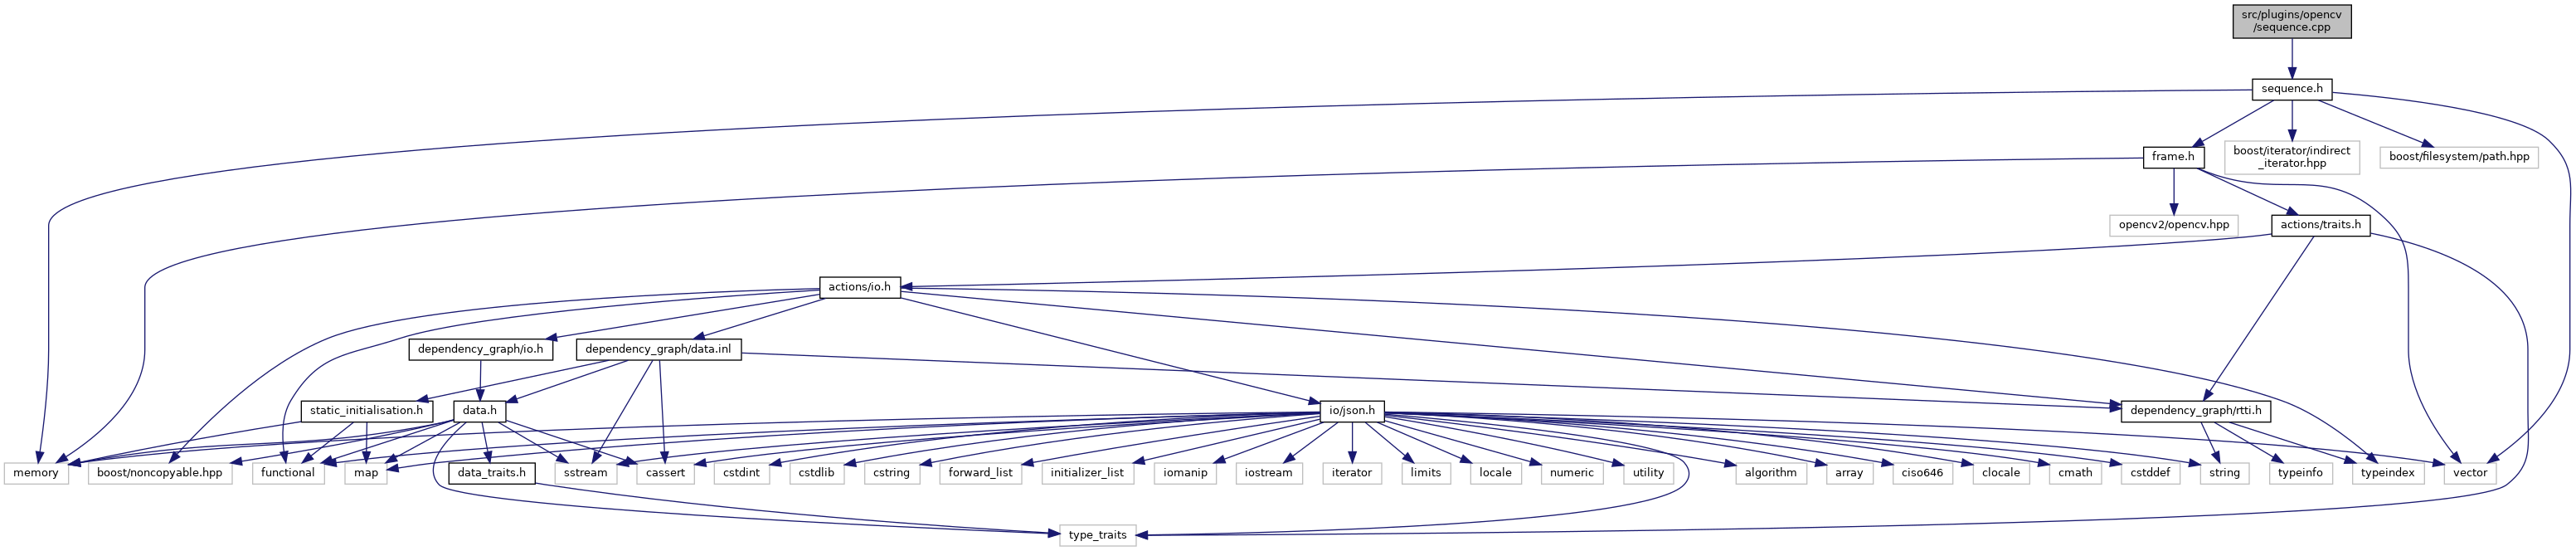 src/plugins/opencv
/sequence.cpp
sequence.h
frame.h
boost/iterator/indirect
_iterator.hpp
boost/filesystem/path.hpp
opencv2/opencv.hpp
actions/traits.h
actions/io.h
dependency_graph/io.h
dependency_graph/data.inl
static_initialisation.h
data.h
io/json.h
dependency_graph/rtti.h
memory
boost/noncopyable.hpp
functional
map
data_traits.h
sstream
cassert
cstdint
cstdlib
cstring
forward_list
initializer_list
iomanip
iostream
iterator
limits
locale
numeric
utility
algorithm
array
ciso646
clocale
cmath
cstddef
string
typeinfo
typeindex
vector
type_traits